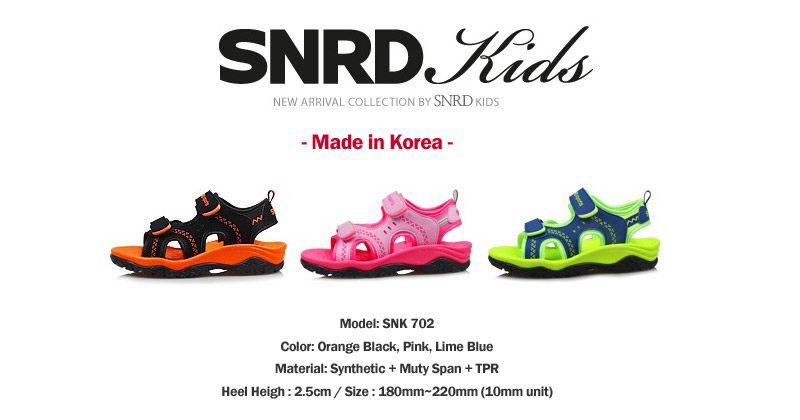 SNRD Kids
NEW ARRIVAL COLLECTION BY SNRD KIDS
- Made in Korea -
Model: SNK 702
Color: Orange Black, Pink, Lime Blue
Material: Synthetic + Muty Span + TPR
Heel Heigh : 2.5cm / Size : 180mm~220mm (10mm unit)